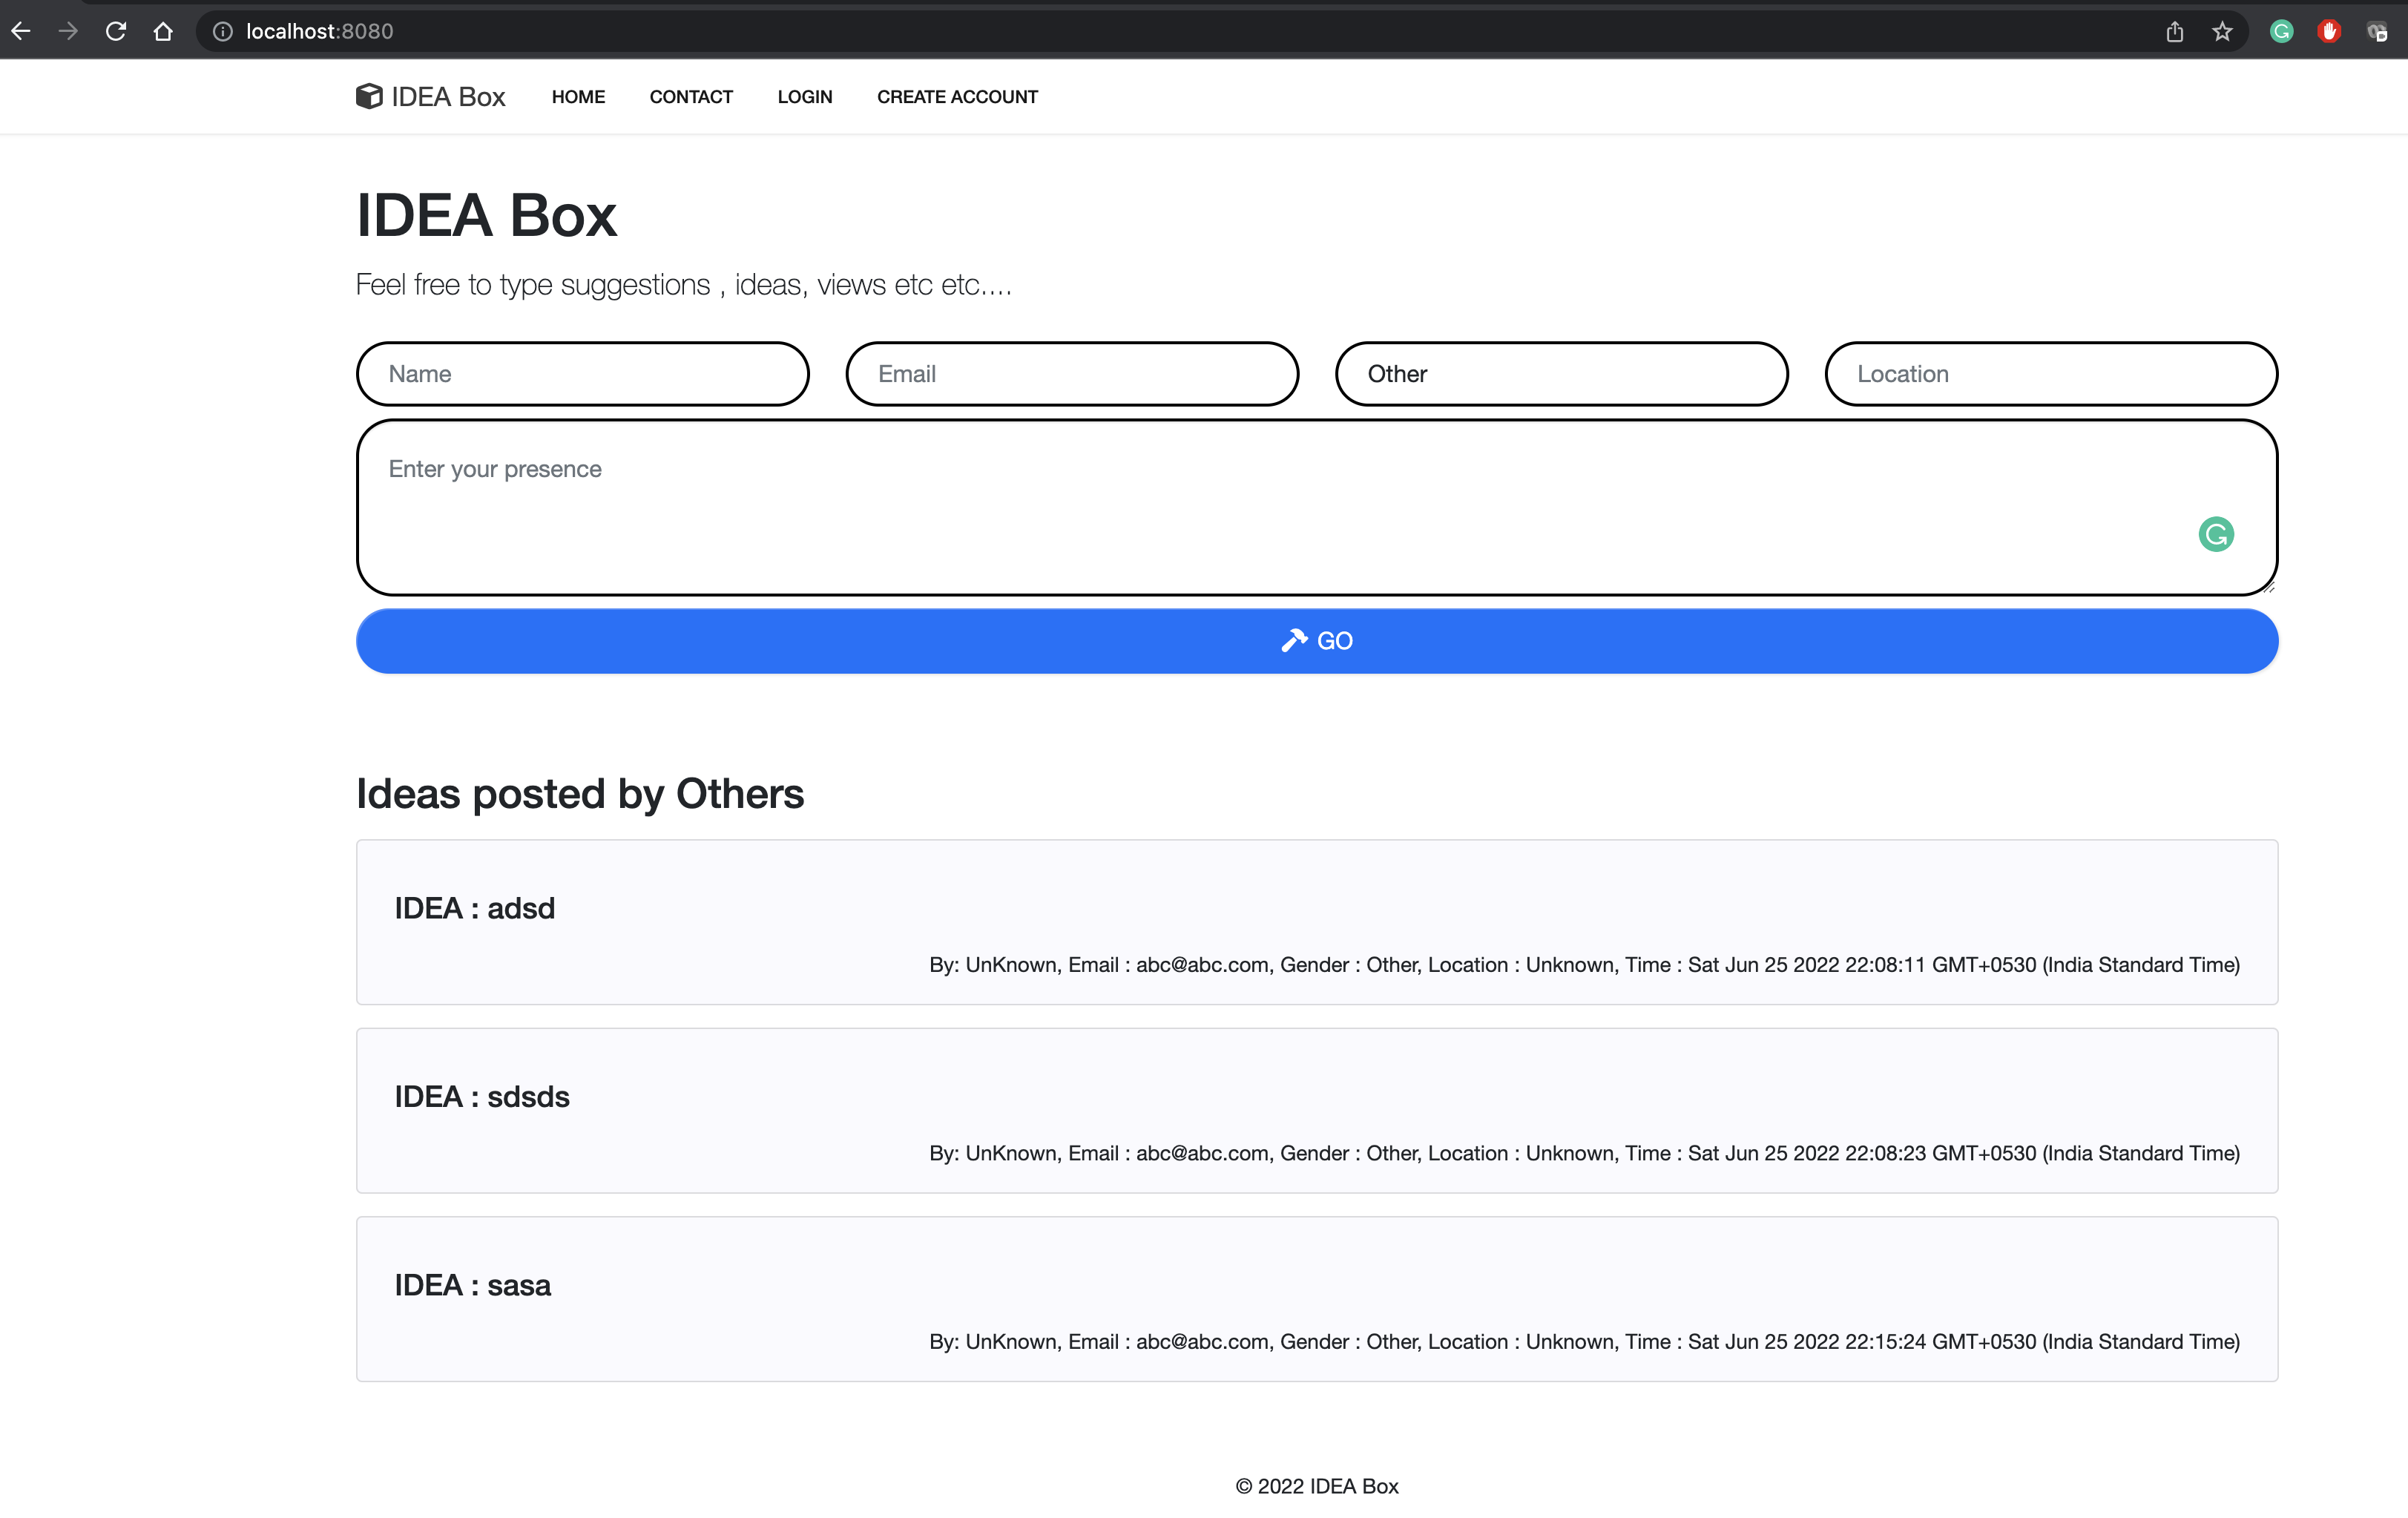 localhost:8080
IDEA Box HOME CONTACT LOGIN CREATE ACCOUNT
IDEA Box
Feel free to type suggestions , ideas, views etc etc....
Name Email Other Location
Enter your presence
GO
Ideas posted by Others
IDEA : adsd
By: UnKnown, Email : abc@abc.com, Gender : Other, Location : Unknown, Time : Sat Jun 25 2022 22:08:11 GMT+0530 (India Standard Time)
IDEA : sdsds
By: UnKnown, Email : abc@abc.com, Gender : Other, Location : Unknown, Time : Sat Jun 25 2022 22:08:23 GMT+0530 (India Standard Time)
IDEA : sasa
By: UnKnown, Email : abc@abc.com, Gender : Other, Location : Unknown, Time : Sat Jun 25 2022 22:15:24 GMT+0530 (India Standard Time)
© 2022 IDEA Box